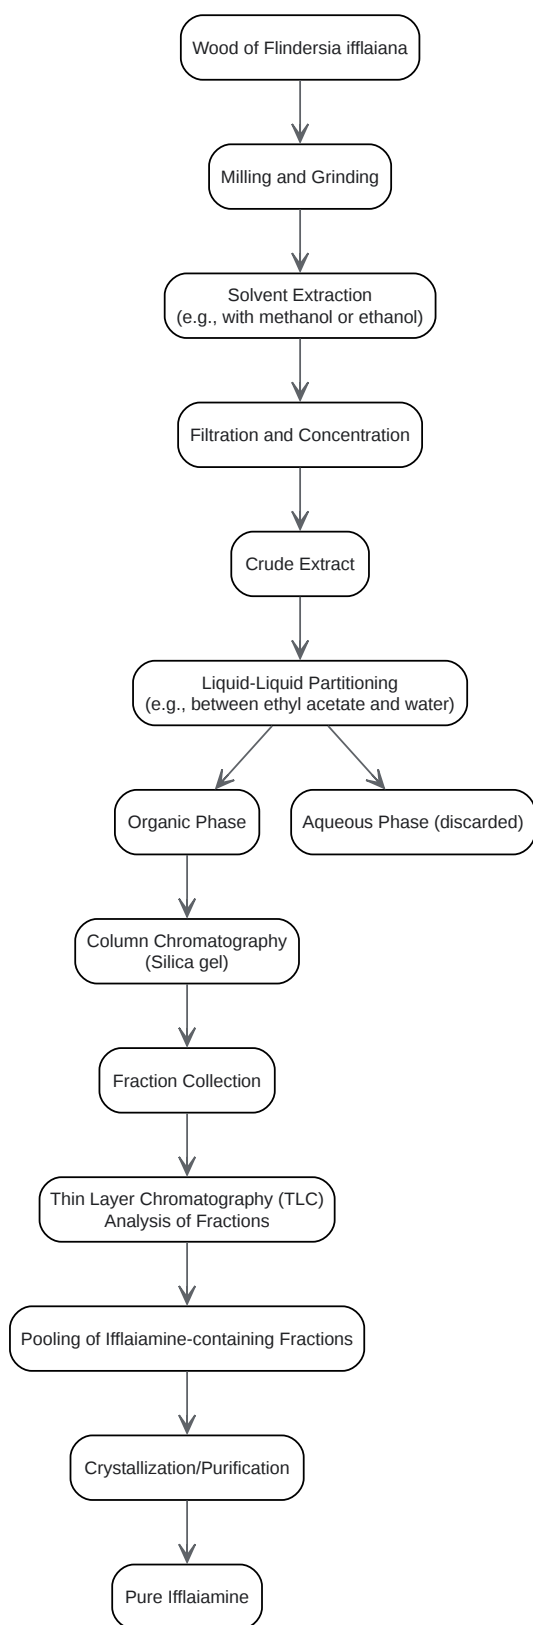 Wood of Flindersia ifflaiana
Milling and Grinding
Solvent Extraction
(e.g., with methanol or ethanol)
Filtration and Concentration
Crude Extract
Liquid-Liquid Partitioning
(e.g., between ethyl acetate and water)
Organic Phase
Aqueous Phase (discarded)
Column Chromatography
(Silica gel)
Fraction Collection
Thin Layer Chromatography (TLC)
Analysis of Fractions
Pooling of Ifflaiamine-containing Fractions
Crystallization/Purification
Pure Ifflaiamine